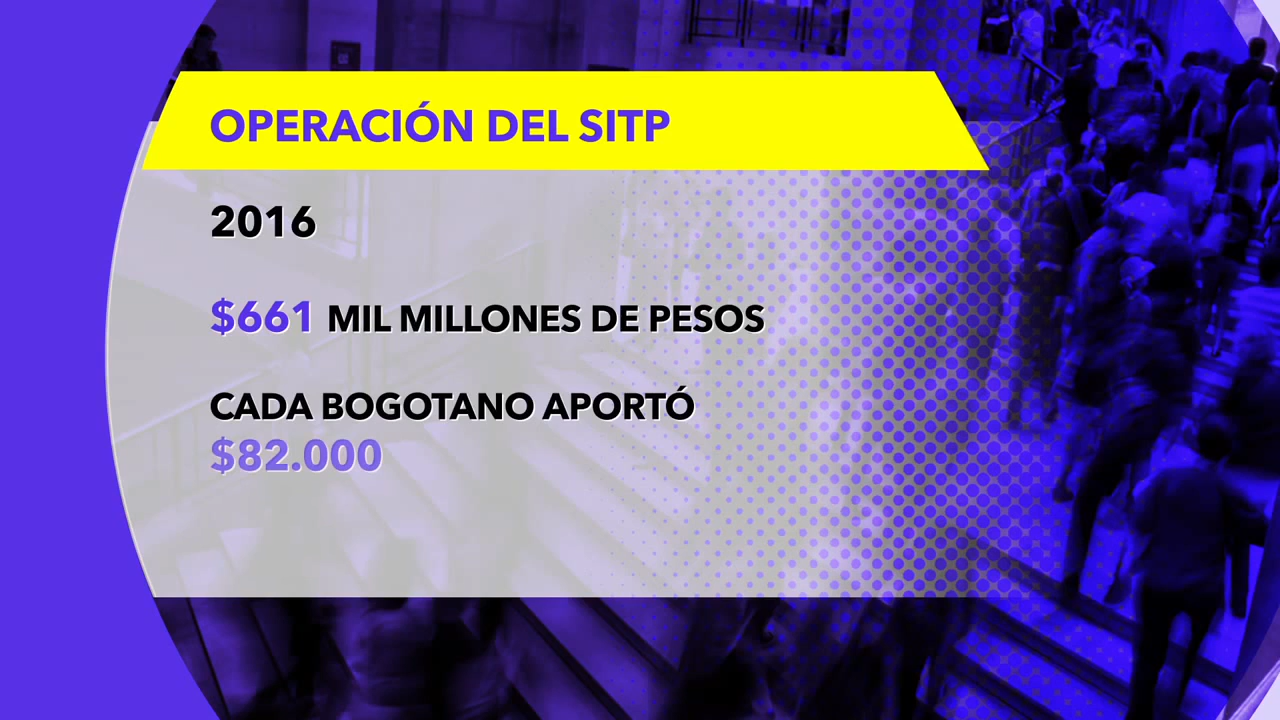 OPERACIÓN DEL SITP
2016
$661 MIL MILLONES DE PESOS
CADA BOGOTANO APORTÓ
$82.000